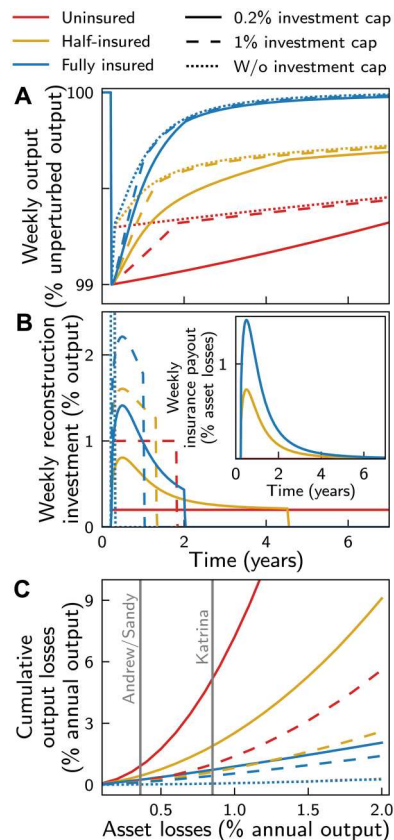 Uninsured
Half-insured
Fully insured
0.2% investment cap
1% investment cap
W/o investment cap
A
Weekly output
(% unperturbed output)
100
99
B
Weekly reconstruction
investment (% output)
2
1
0
Weekly
insurance payout
(% asset losses)
1
0 2 4 6
Time (years)
0 2 4 6
Time (years)
C
Cumulative
output losses
(% annual output)
9
6
3
0
Andrew/Sandy
Katrina
0.5 1.0 1.5 2.0
Asset losses (% annual output)